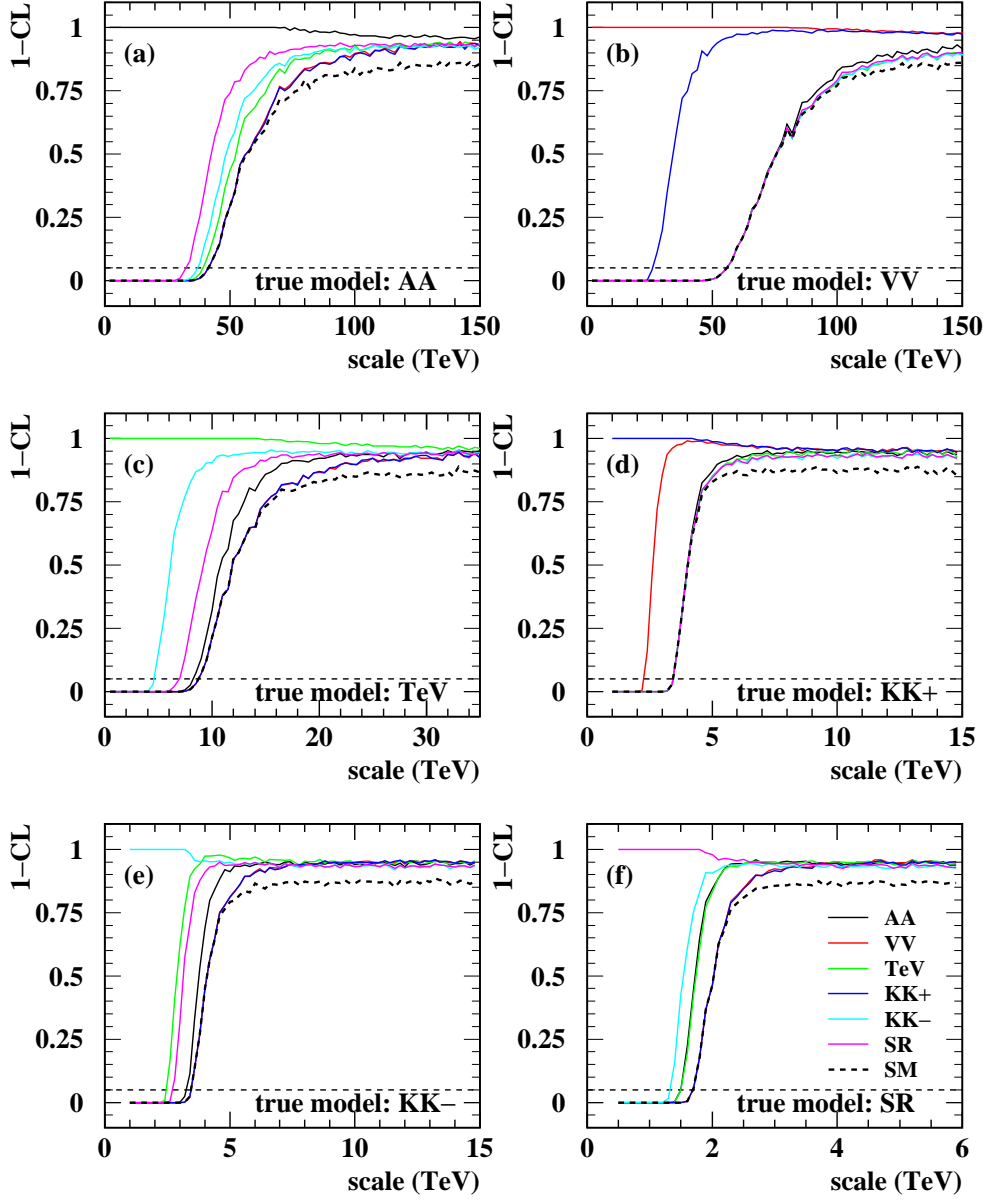 1−CL
1
0.75
0.5
0.25
0
(a)
true model: AA
0
50
100
150
scale (TeV)
1−CL
1
0.75
0.5
0.25
0
(b)
true model: VV
0
50
100
150
scale (TeV)
1−CL
1
0.75
0.5
0.25
0
(c)
true model: TeV
0
10
20
30
scale (TeV)
1−CL
1
0.75
0.5
0.25
0
(d)
true model: KK+
0
5
10
15
scale (TeV)
1−CL
1
0.75
0.5
0.25
0
(e)
true model: KK−
0
5
10
15
scale (TeV)
1−CL
1
0.75
0.5
0.25
0
(f)
AA
VV
TeV
KK+
KK−
SR
SM
true model: SR
0
2
4
6
scale (TeV)